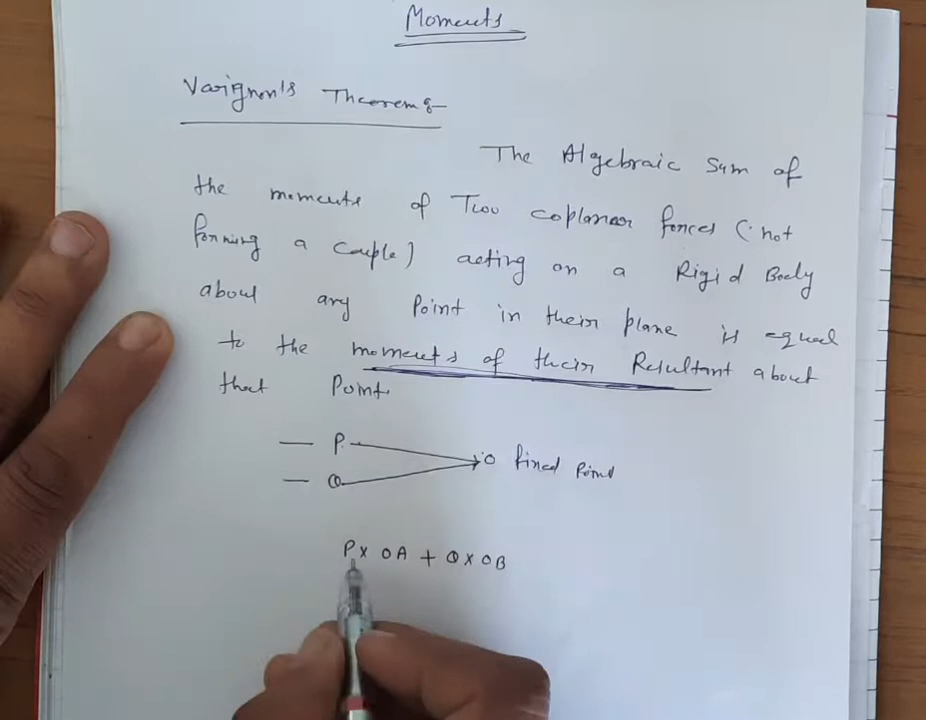 Moments
Varignon's Theorem :-
The Algebraic Sum of
the moments of Two coplanar forces (not
forming a couple) acting on a Rigid Body
about any Point in their plane is equal
to the moments of their Resultant about
that Point.
— P
O fixed Point
— Q
P x OA + Q x OB